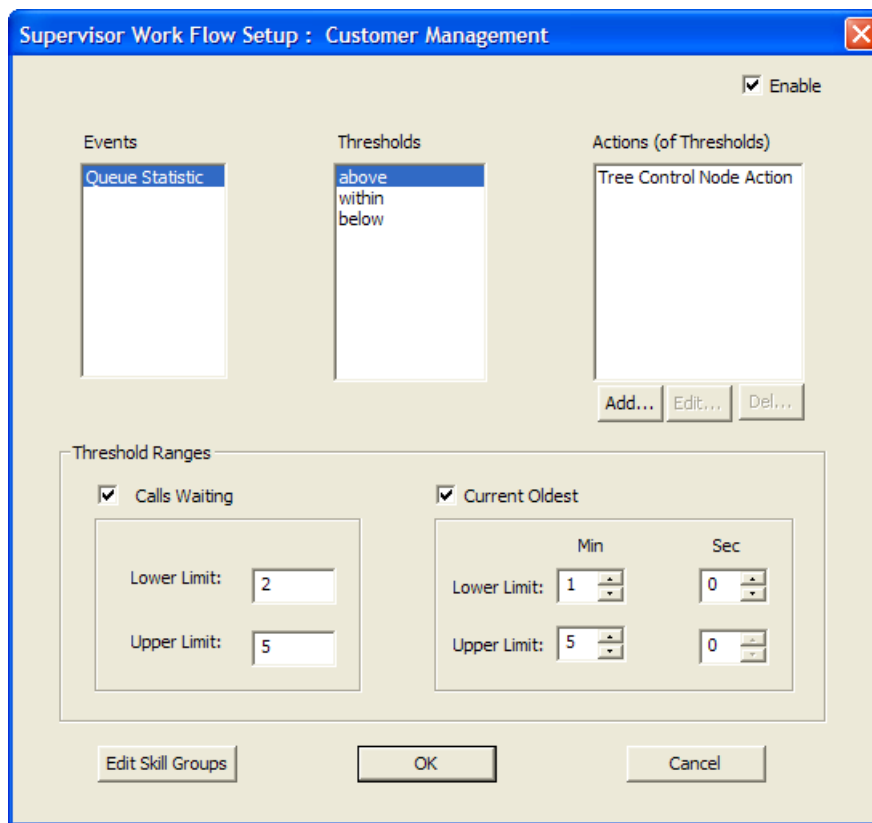 Supervisor Work Flow Setup :  Customer Management
Enable
Events Thresholds Actions (of Thresholds)
Queue Statistic above Tree Control Node Action
within
below
Add... Edit... Del...
Threshold Ranges
Calls Waiting Current Oldest
Min Sec
Lower Limit: 2 Lower Limit: 1 0
Upper Limit: 5 Upper Limit: 5 0
Edit Skill Groups OK Cancel